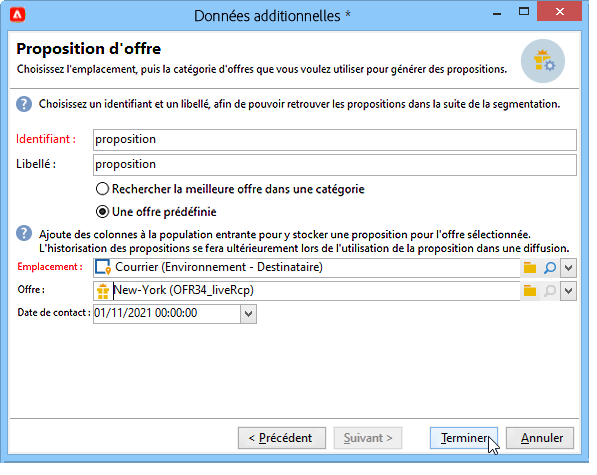 Données additionnelles *
Proposition d'offre
Choisissez l'emplacement, puis la catégorie d'offres que vous voulez utiliser pour générer des propositions.
Choisissez un identifiant et un libellé, afin de pouvoir retrouver les propositions dans la suite de la segmentation.
Identifiant : proposition
Libellé : proposition
Rechercher la meilleure offre dans une catégorie
Une offre prédéfinie
Ajoute des colonnes à la population entrante pour y stocker une proposition pour l'offre sélectionnée.
L'historisation des propositions se fera ultérieurement lors de l'utilisation de la proposition dans une diffusion.
Emplacement : Courrier (Environnement - Destinataire)
Offre : New-York (OFR34_liveRcp)
Date de contact : 01/11/2021 00:00:00
< Précédent Suivant > Terminer Annuler